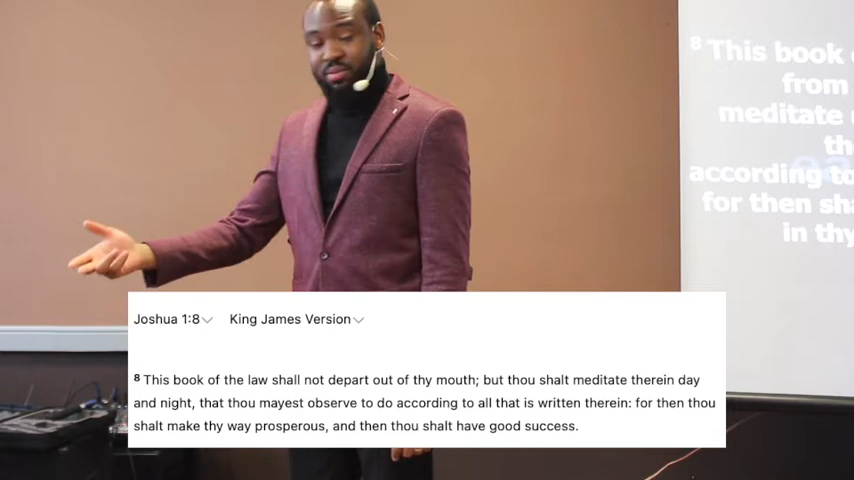 8 This book
from
meditate
the
according to
for then sha
in thy
Joshua 1:8 King James Version
8 This book of the law shall not depart out of thy mouth; but thou shalt meditate therein day
and night, that thou mayest observe to do according to all that is written therein: for then thou
shalt make thy way prosperous, and then thou shalt have good success.